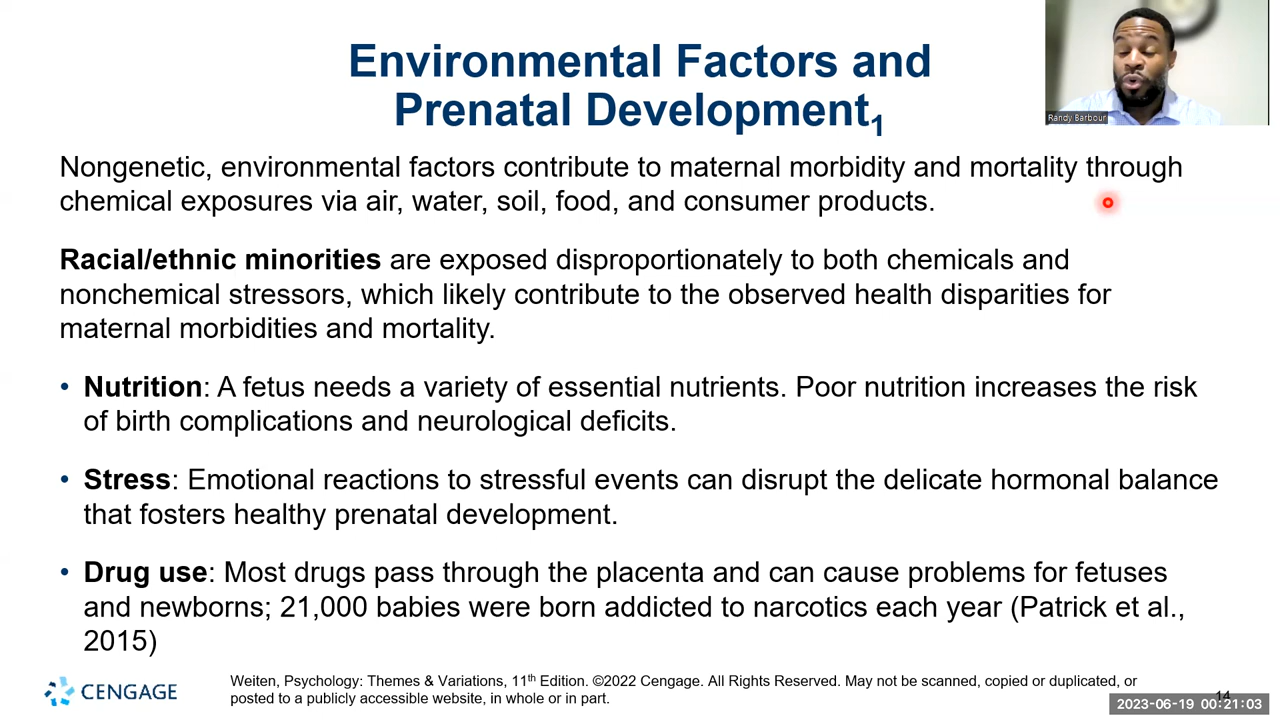 Environmental Factors and
Prenatal Development1
Randy Barbour
Nongenetic, environmental factors contribute to maternal morbidity and mortality through
chemical exposures via air, water, soil, food, and consumer products.
Racial/ethnic minorities are exposed disproportionately to both chemicals and
nonchemical stressors, which likely contribute to the observed health disparities for
maternal morbidities and mortality.
• Nutrition: A fetus needs a variety of essential nutrients. Poor nutrition increases the risk
of birth complications and neurological deficits.
• Stress: Emotional reactions to stressful events can disrupt the delicate hormonal balance
that fosters healthy prenatal development.
• Drug use: Most drugs pass through the placenta and can cause problems for fetuses
and newborns; 21,000 babies were born addicted to narcotics each year (Patrick et al.,
2015)
CENGAGE
Weiten, Psychology: Themes & Variations, 11th Edition. ©2022 Cengage. All Rights Reserved. May not be scanned, copied or duplicated, or
posted to a publicly accessible website, in whole or in part.
14
2023-06-19 00:21:03